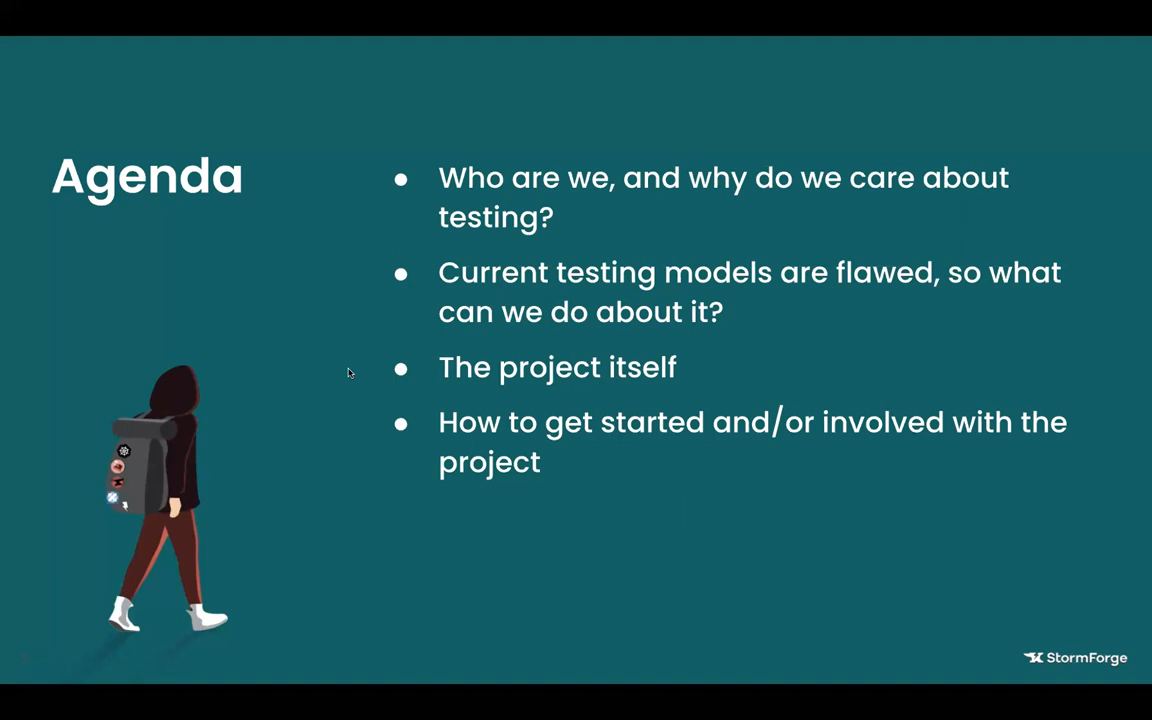 Agenda
● Who are we, and why do we care about
testing?
● Current testing models are flawed, so what
can we do about it?
● The project itself
● How to get started and/or involved with the
project
StormForge